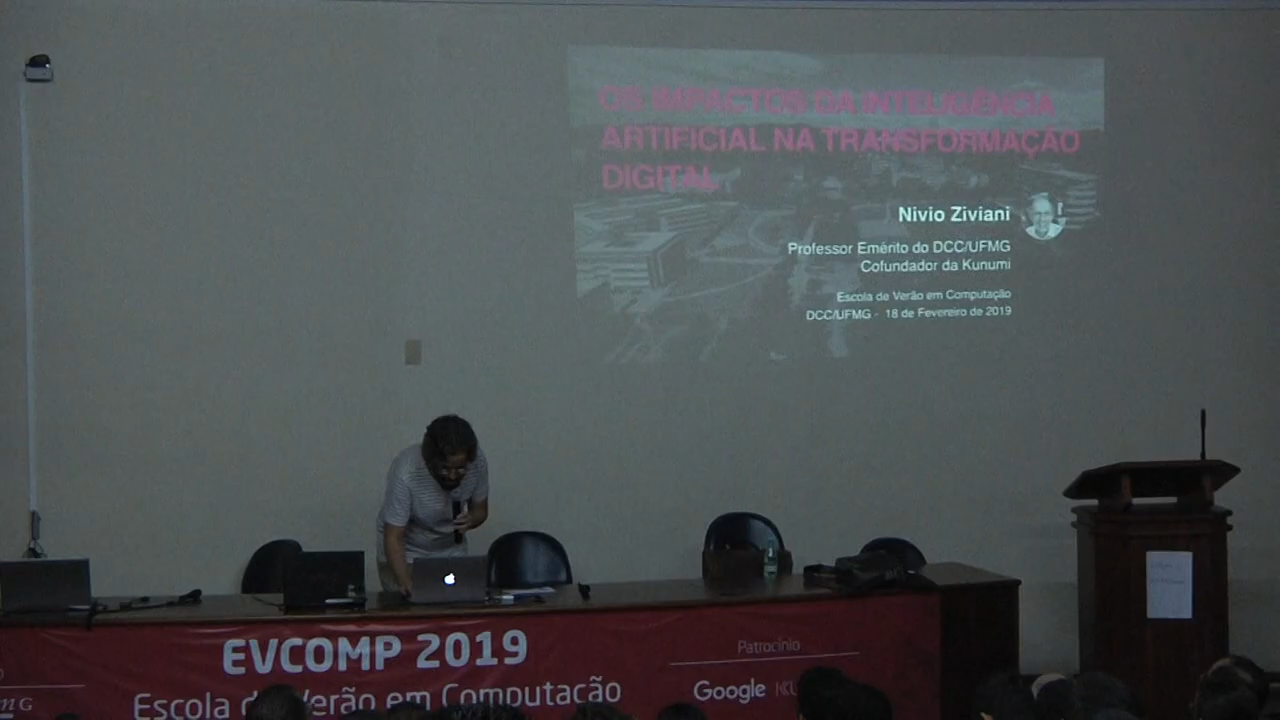 OS IMPACTOS DA INTELIGÊNCIA
ARTIFICIAL NA TRANSFORMAÇÃO
DIGITAL
Nivio Ziviani
Professor Emérito do DCC/UFMG
Cofundador da Kunumi
Escola de Verão em Computação
DCC/UFMG - 18 de Fevereiro de 2019
EVCOMP 2019
Escola de Verão em Computação
Patrocínio
Google